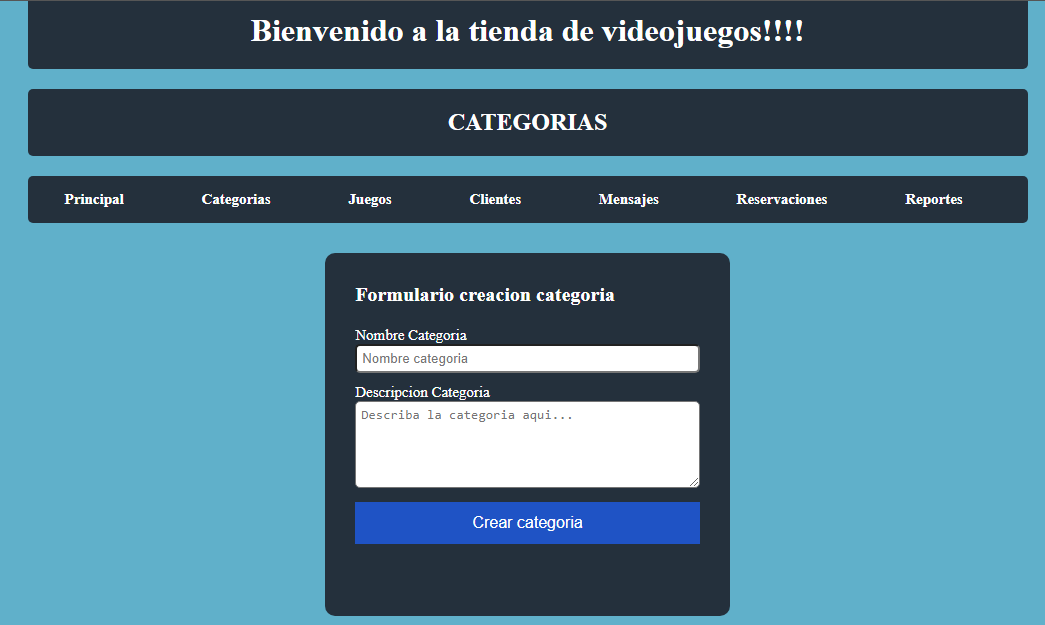 Bienvenido a la tienda de videojuegos!!!!
CATEGORIAS
Principal Categorias Juegos Clientes Mensajes Reservaciones Reportes
Formulario creacion categoria
Nombre Categoria
Nombre categoria
Descripcion Categoria
Describa la categoria aqui...
Crear categoria